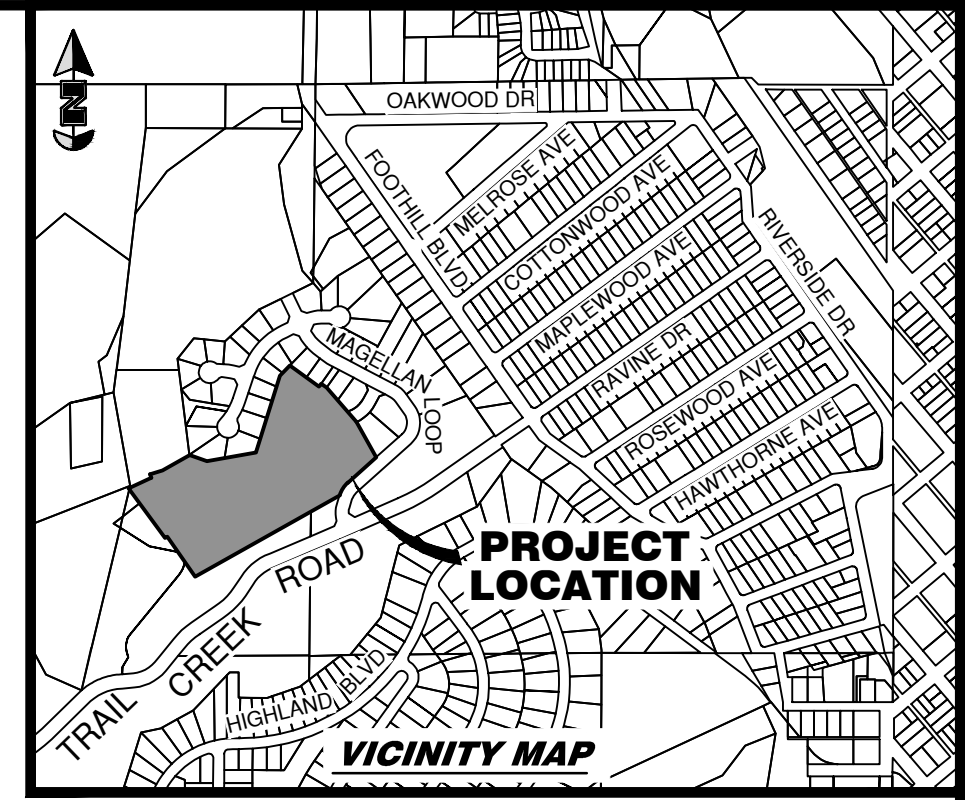 N
OAKWOOD DR
FOOTHILL BLVD
MELROSE AVE
COTTONWOOD AVE
MAPLEWOOD AVE
RAVINE DR
ROSEWOOD AVE
HAWTHORNE AVE
RIVERSIDE DR
MAGELLAN LOOP
PROJECT
LOCATION
TRAIL CREEK ROAD
HIGHLAND BLVD
VICINITY MAP